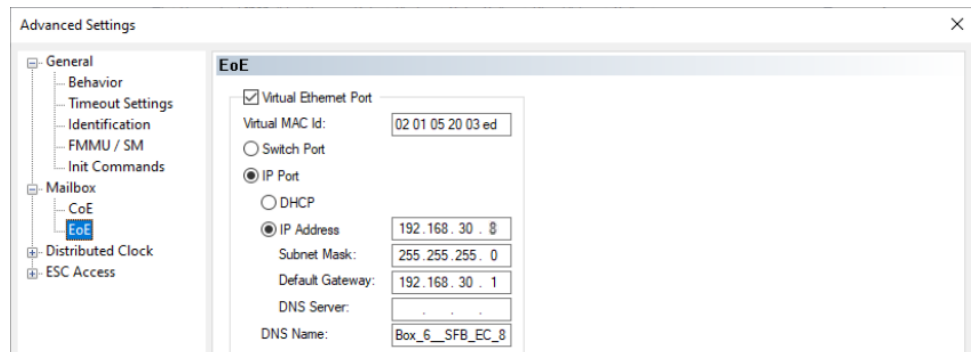 Advanced Settings
General
Behavior
Timeout Settings
Identification
FMMU / SM
Init Commands
Mailbox
CoE
EoE
Distributed Clock
ESC Access
EoE
Virtual Ethernet Port
Virtual MAC Id: 02 01 05 20 03 ed
Switch Port
IP Port
DHCP
IP Address 192.168. 30 . 8
Subnet Mask: 255.255.255. 0
Default Gateway: 192.168. 30 . 1
DNS Server: . . .
DNS Name: Box_6__SFB_EC_8